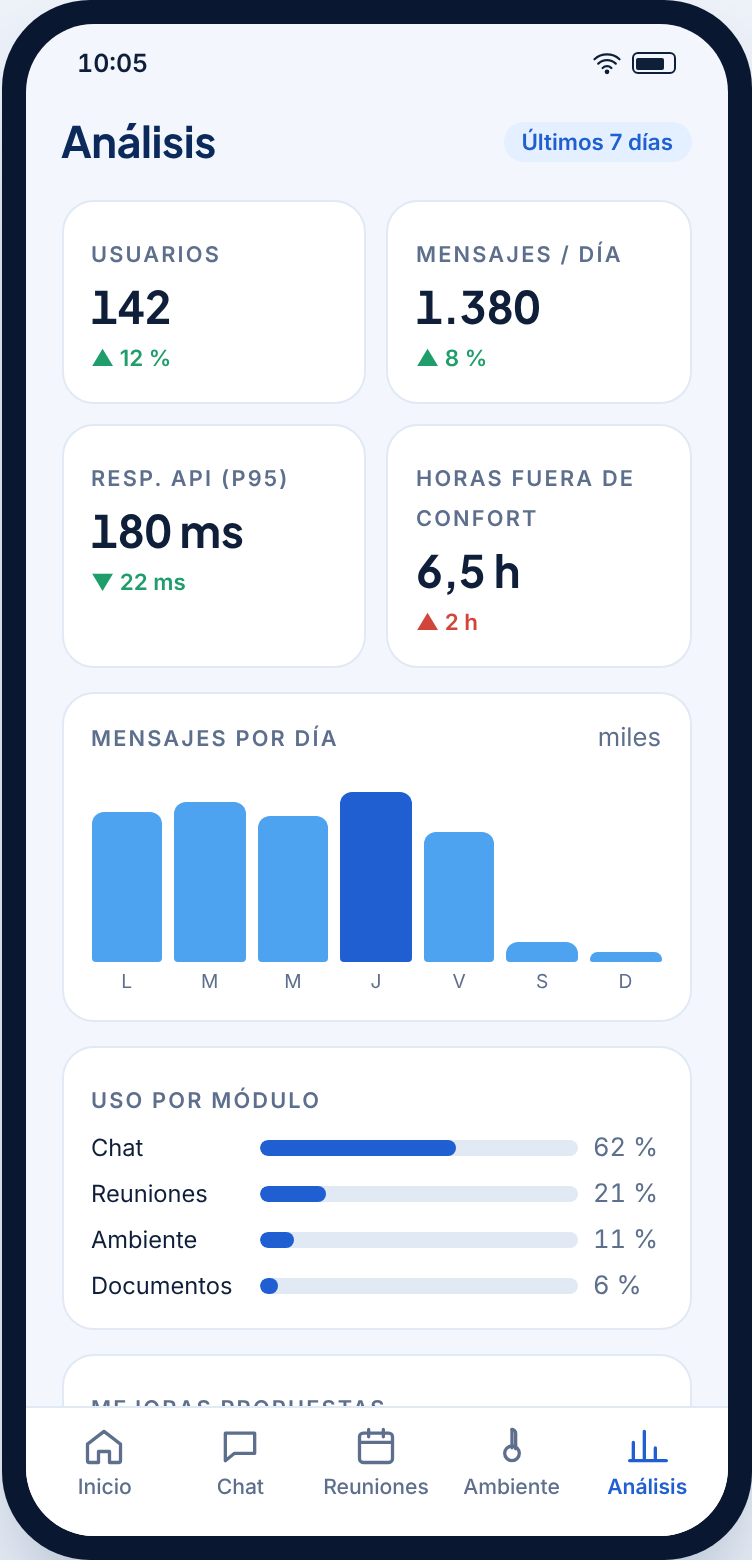 10:05
Análisis
Últimos 7 días
USUARIOS
142
▲ 12 %
MENSAJES / DÍA
1.380
▲ 8 %
RESP. API (P95)
180 ms
▼ 22 ms
HORAS FUERA DE
CONFORT
6,5 h
▲ 2 h
MENSAJES POR DÍA
miles
L M M J V S D
USO POR MÓDULO
Chat 62 %
Reuniones 21 %
Ambiente 11 %
Documentos 6 %
MEJORAS PROPUESTAS
Inicio Chat Reuniones Ambiente Análisis